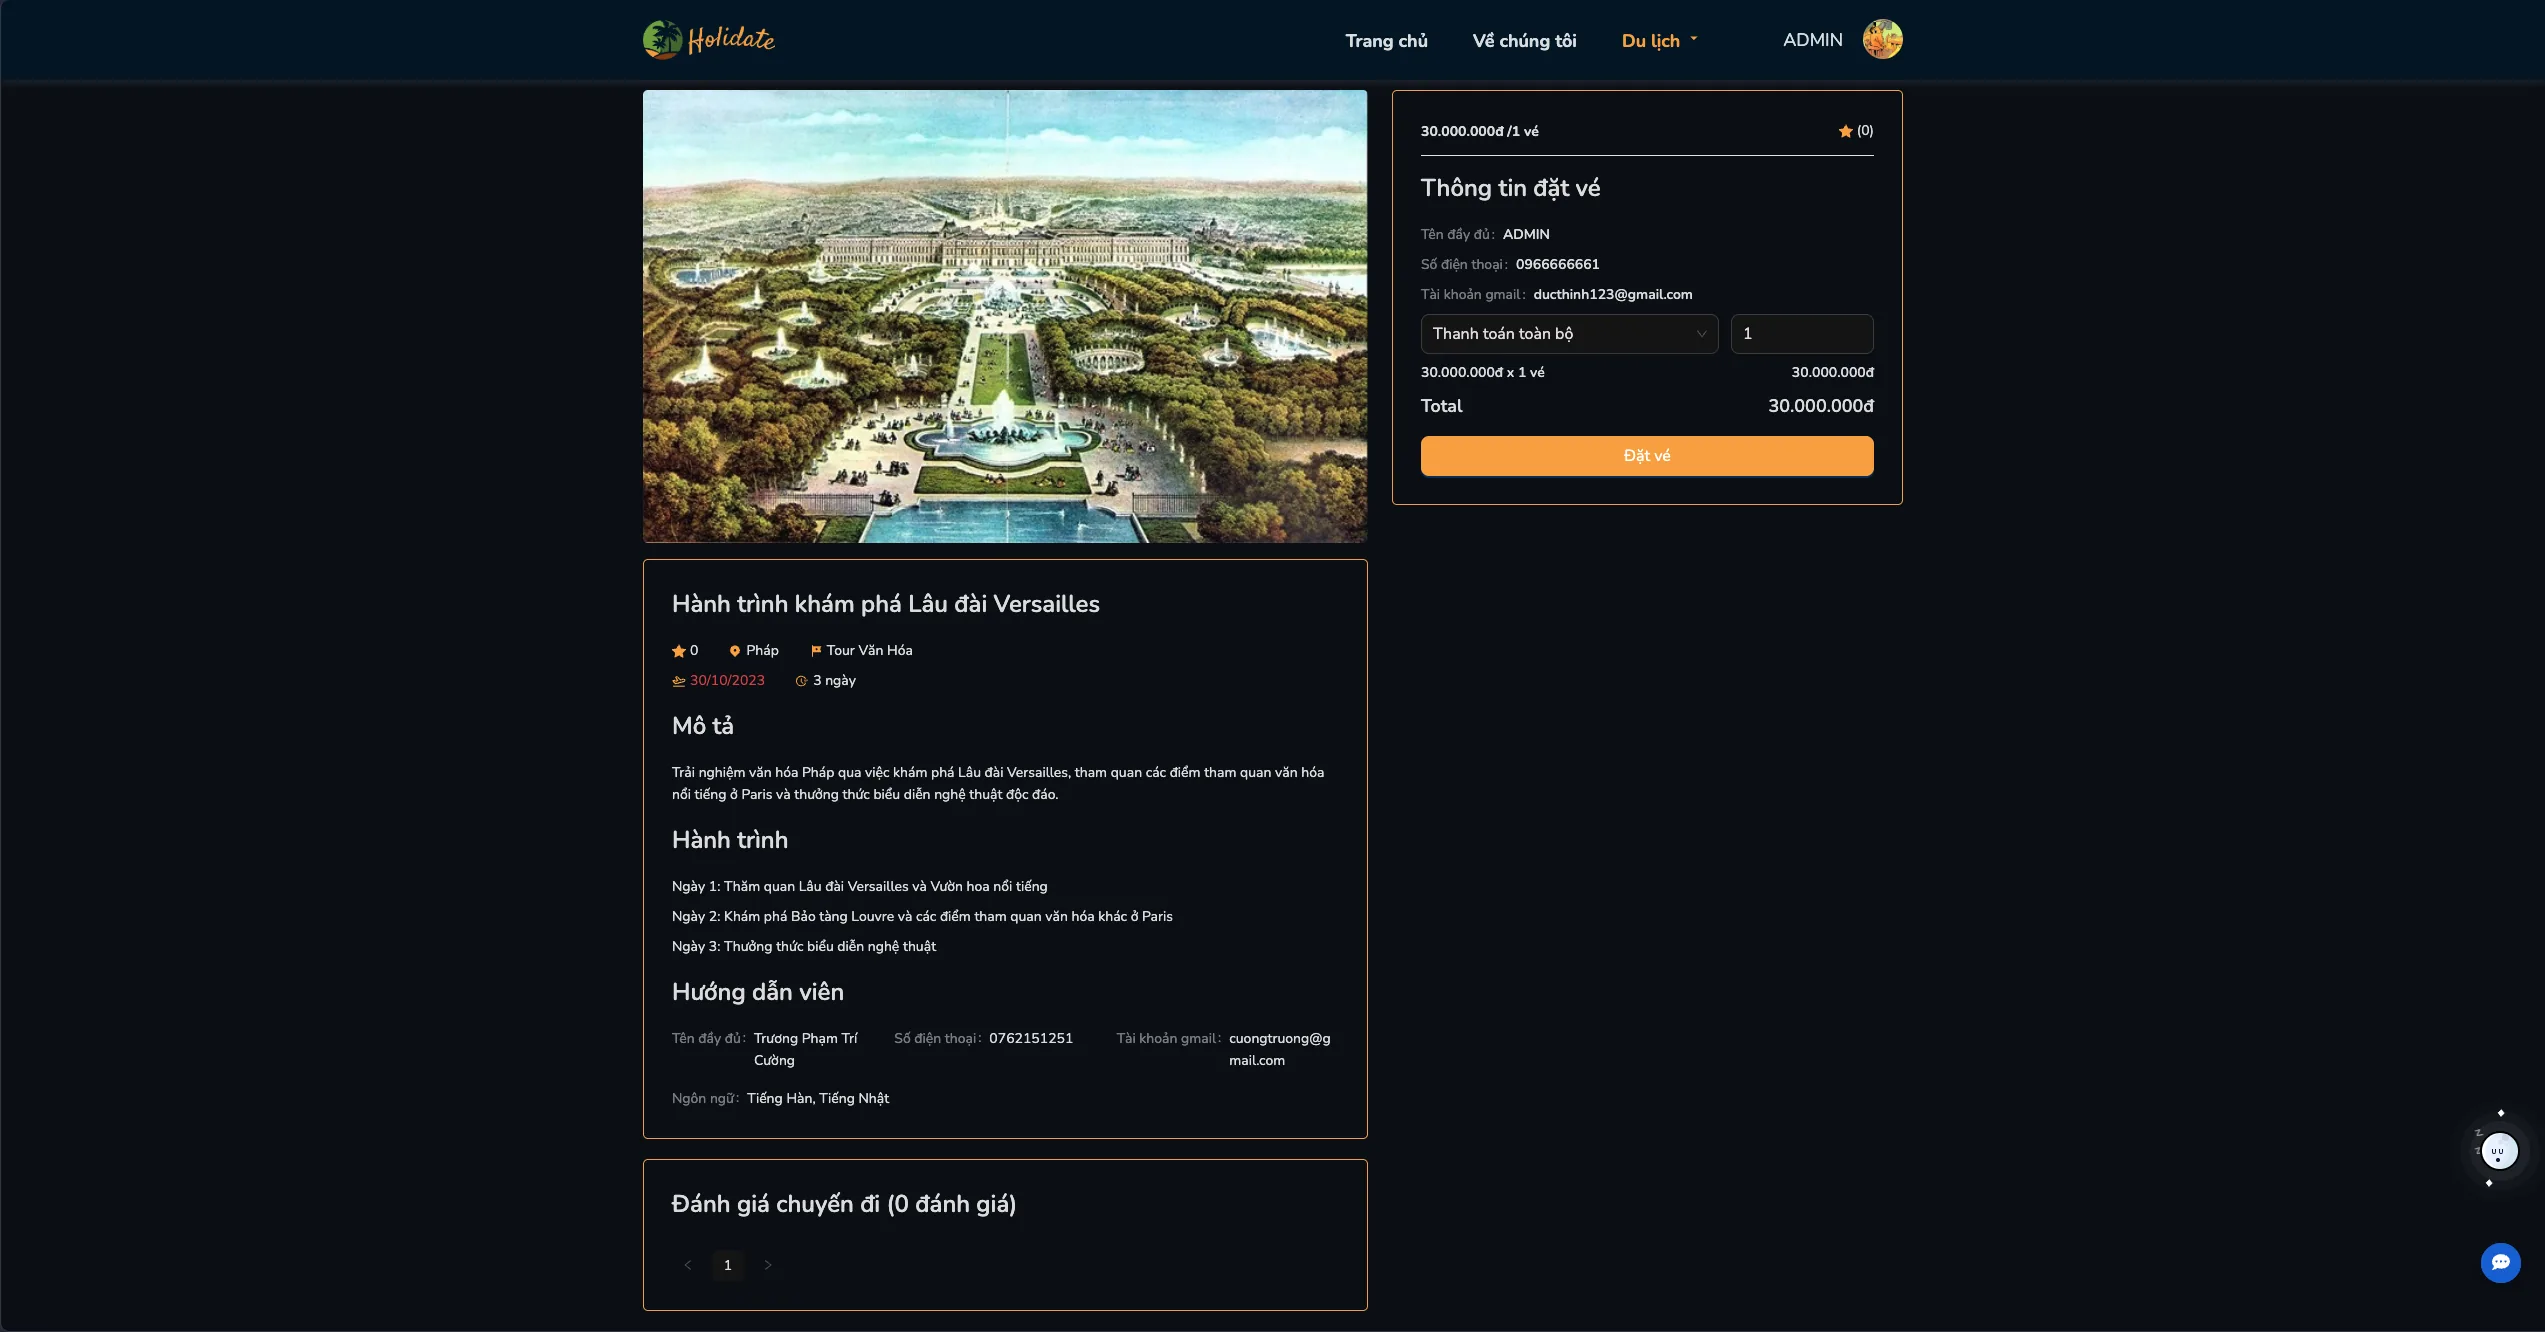 Holidate
Trang chủ
Về chúng tôi
Du lịch
ADMIN
30.000.000đ /1 vé
(0)
Thông tin đặt vé
Tên đầy đủ: ADMIN
Số điện thoại: 0966666661
Tài khoản gmail: ducthinh123@gmail.com
Thanh toán toàn bộ
1
30.000.000đ x 1 vé
30.000.000đ
Total
30.000.000đ
Đặt vé
Hành trình khám phá Lâu đài Versailles
0
Pháp
Tour Văn Hóa
30/10/2023
3 ngày
Mô tả
Trải nghiệm văn hóa Pháp qua việc khám phá Lâu đài Versailles, tham quan các điểm tham quan văn hóa
nổi tiếng ở Paris và thưởng thức biểu diễn nghệ thuật độc đáo.
Hành trình
Ngày 1: Thăm quan Lâu đài Versailles và Vườn hoa nổi tiếng
Ngày 2: Khám phá Bảo tàng Louvre và các điểm tham quan văn hóa khác ở Paris
Ngày 3: Thưởng thức biểu diễn nghệ thuật
Hướng dẫn viên
Tên đầy đủ: Trương Phạm Trí
Cường
Số điện thoại: 0762151251
Tài khoản gmail: cuongtruong@g
mail.com
Ngôn ngữ: Tiếng Hàn, Tiếng Nhật
Đánh giá chuyến đi (0 đánh giá)
1